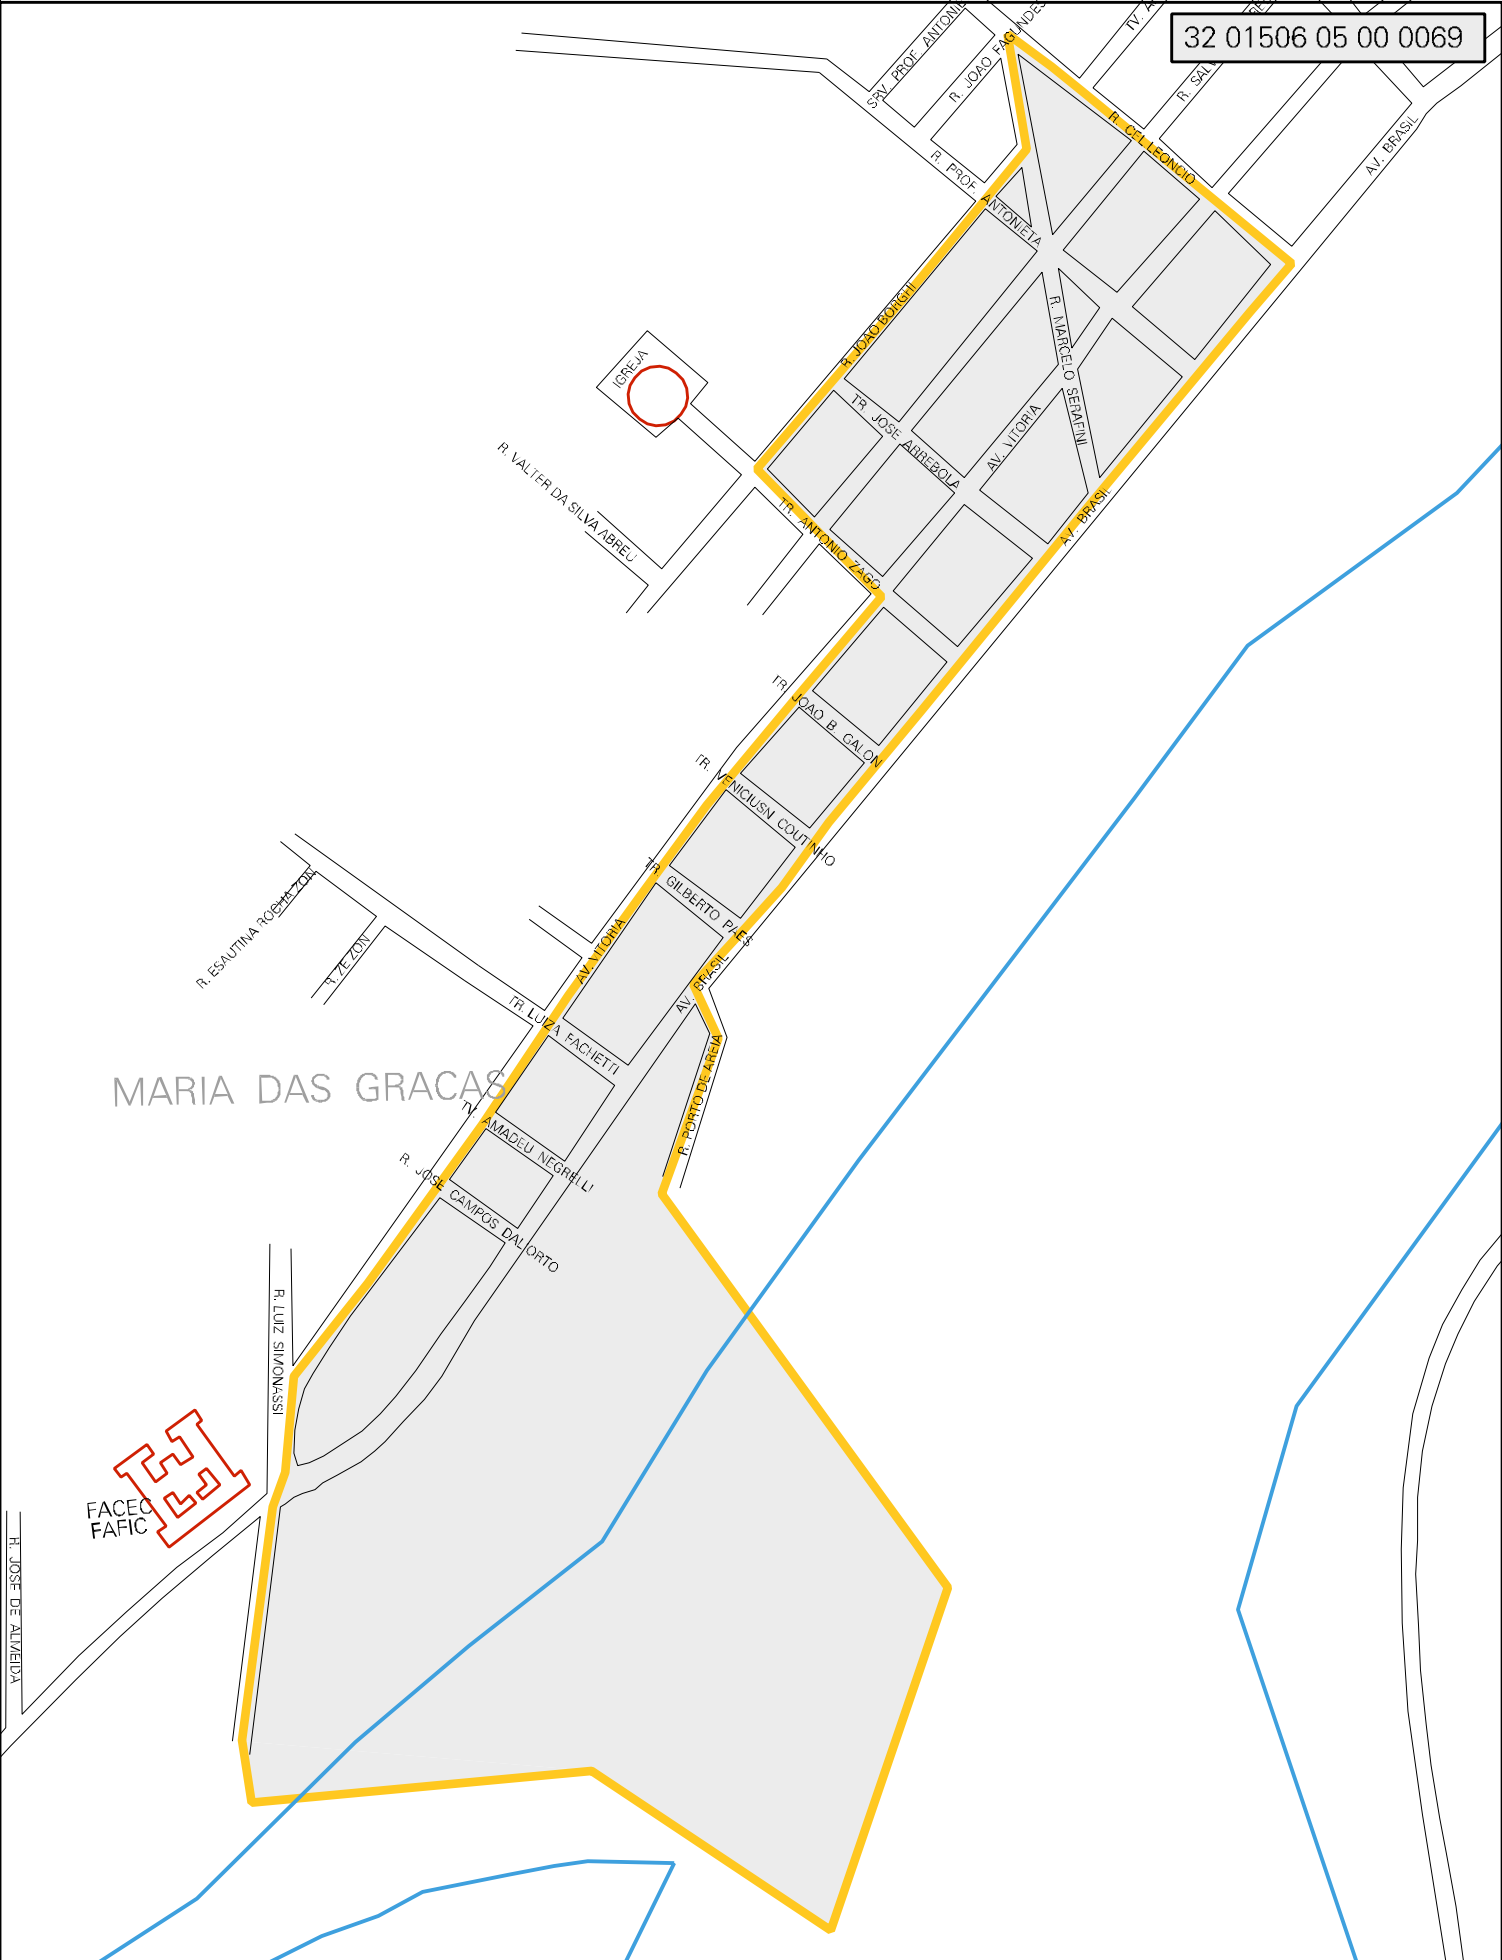 32 01506 05 00 0069
SRV. PROF. ANTONIE
R. JOAO FAGUNDES
R. CEL LEONCIO
AV. BRASIL
R. PROF. ANTONIETA
R. JOAO BORGHI
R. MARCELO SERAFINI
IGREJA
TR. JOSE ARREBOLA
AV. VITORIA
R. VALTER DA SILVA ABREU
TR. ANTONIO ZAGO
AV. BRASIL
TR. JOAO B. GALON
TR. VENICIUSN COUTINHO
TR. GILBERTO PAES
R. ESAUTINA ROCHA ZON
R. ZE ZON
AV. VITORIA
AV. BRASIL
TR. LUIZA FACHETTI
R. PORTO DE AREIA
MARIA DAS GRACAS
TV. AMADEU NEGRELLI
R. JOSE CAMPOS DALORTO
R. LUIZ SIMONASSI
FACEC
FAFIC
R. JOSE DE ALMEIDA